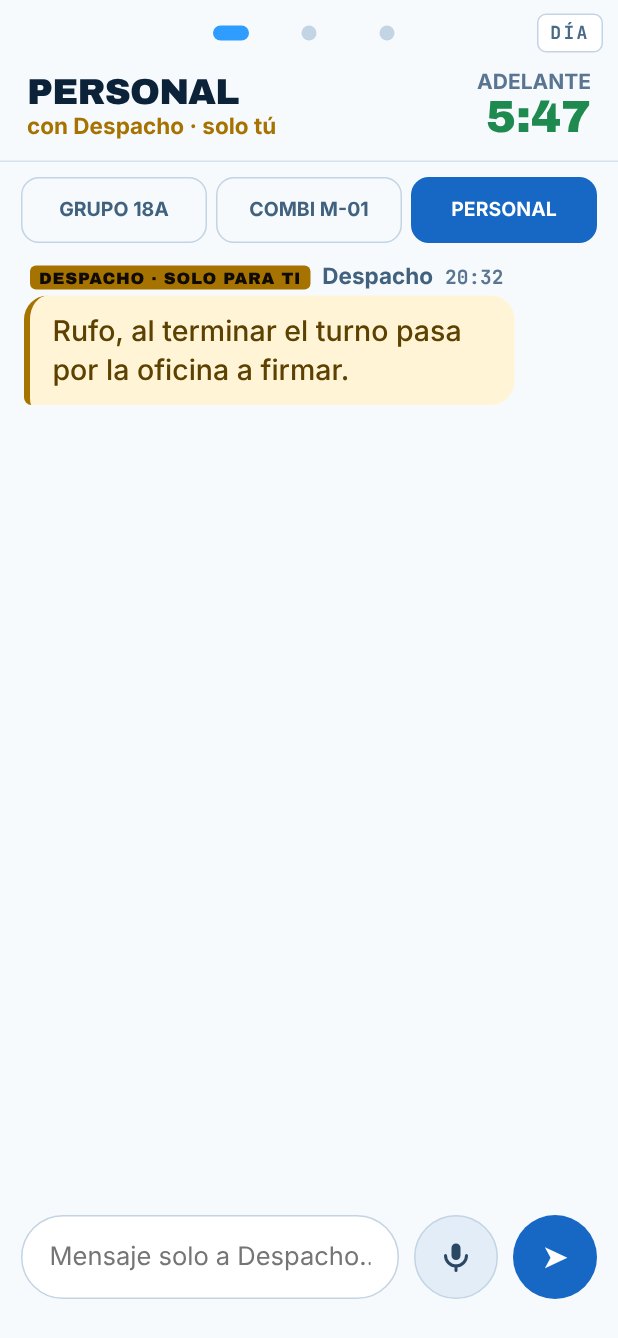 DÍA
PERSONAL
con Despacho · solo tú
ADELANTE
5:47
GRUPO 18A
COMBI M-01
PERSONAL
DESPACHO · SOLO PARA TI Despacho 20:32
Rufo, al terminar el turno pasa
por la oficina a firmar.
Mensaje solo a Despacho..